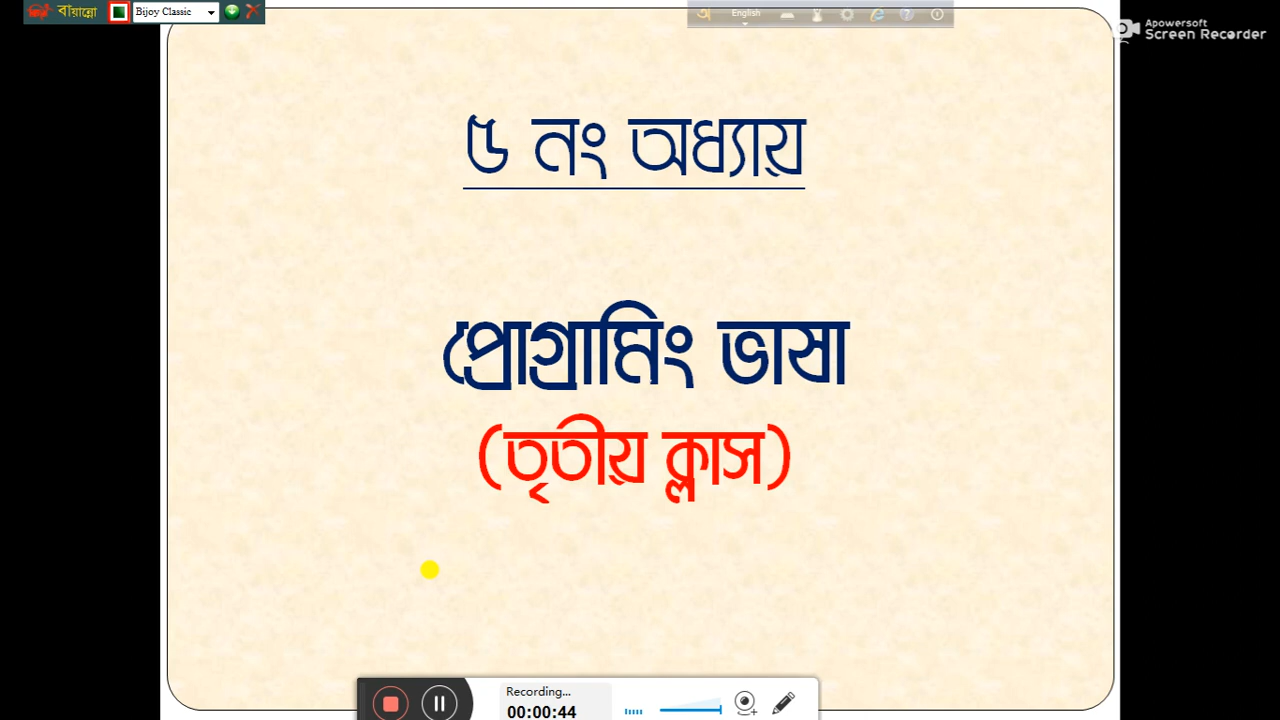 বায়ান্নো Bijoy Classic
English
Apowersoft
Screen Recorder
৫ নং অধ্যায়
প্রোগ্রামিং ভাষা
(তৃতীয় ক্লাস)
Recording...
00:00:44